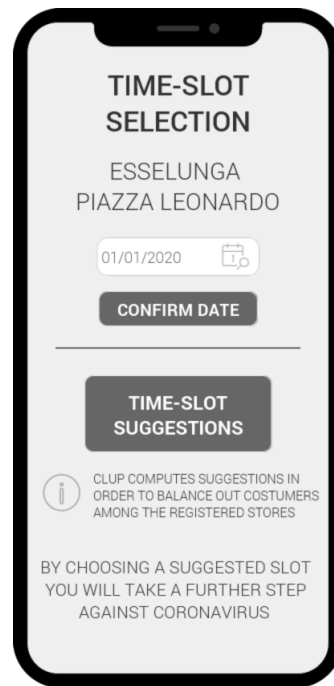 TIME-SLOT
SELECTION
ESSELUNGA
PIAZZA LEONARDO
01/01/2020
1
CONFIRM DATE
TIME-SLOT
SUGGESTIONS
i
CLUP COMPUTES SUGGESTIONS IN
ORDER TO BALANCE OUT COSTUMERS
AMONG THE REGISTERED STORES
BY CHOOSING A SUGGESTED SLOT
YOU WILL TAKE A FURTHER STEP
AGAINST CORONAVIRUS